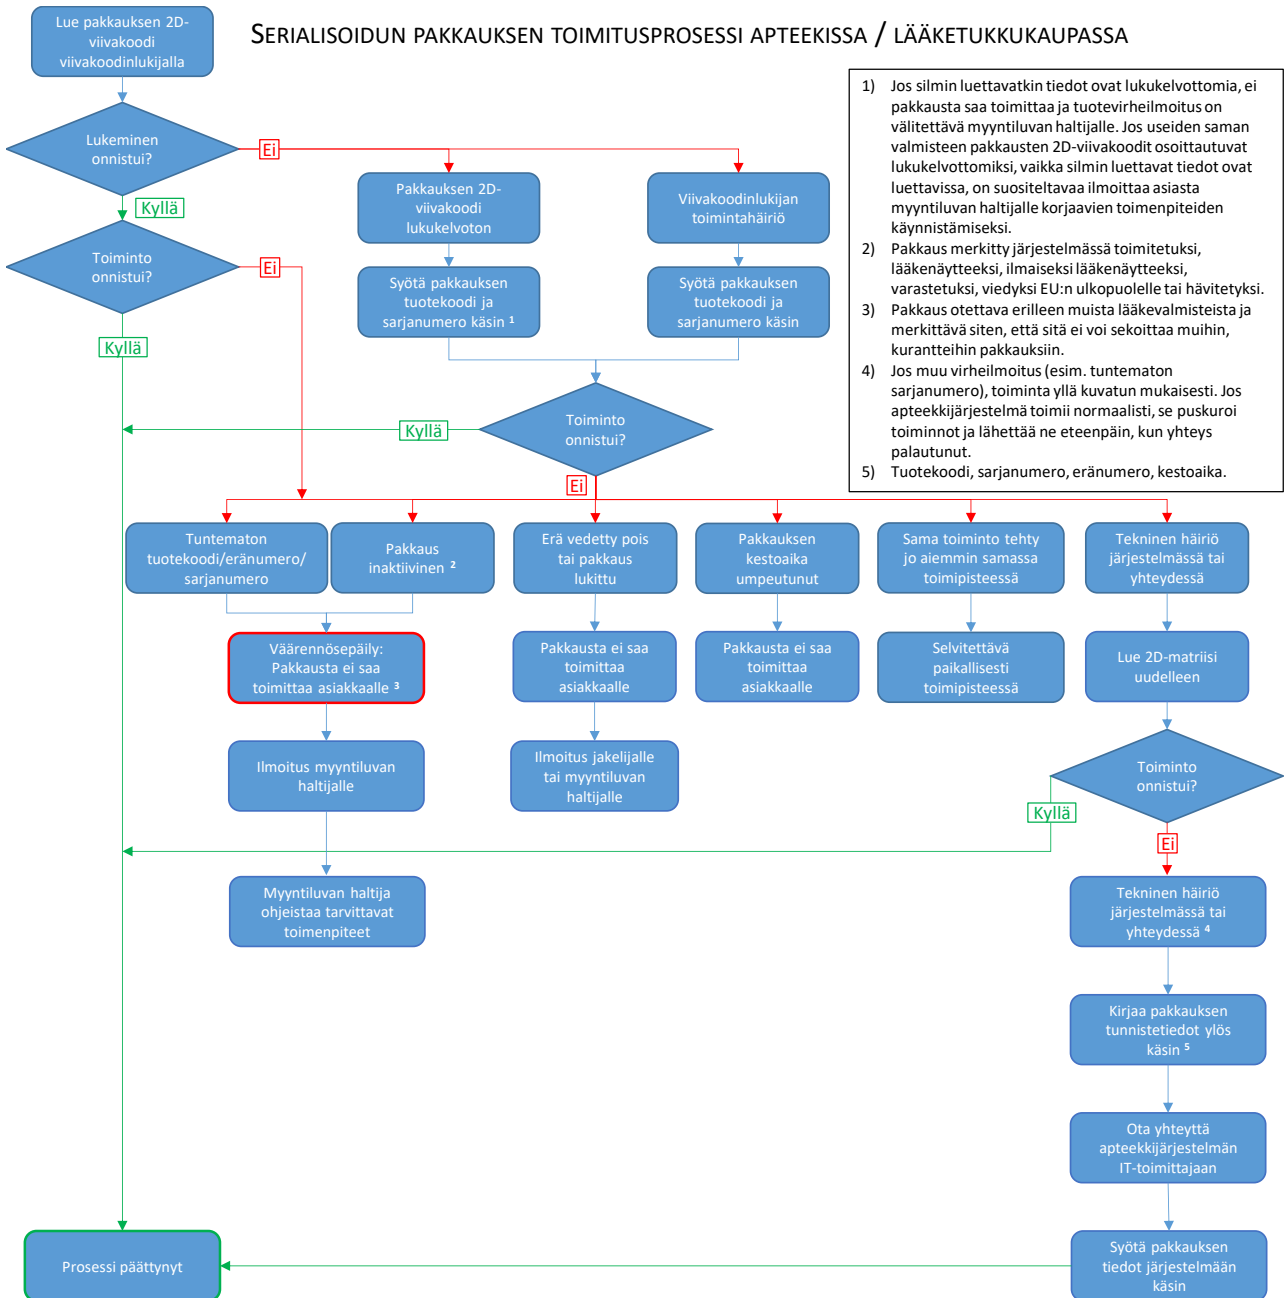 Lue pakkauksen 2D-
viivakoodi
viivakoodinlukijalla
SERIALISOIDUN PAKKAUKSEN TOIMITUSPROSESSI APTEEKISSA / LÄÄKETUKKUKAUPASSA
1) Jos silmin luettavatkin tiedot ovat lukukelvottomia, ei
pakkausta saa toimittaa ja tuotevirheilmoitus on
välitettävä myyntiluvan haltijalle. Jos useiden saman
valmisteen pakkausten 2D-viivakoodit osoittautuvat
lukukelvottomiksi, vaikka silmin luettavat tiedot ovat
luettavissa, on suositeltavaa ilmoittaa asiasta
myyntiluvan haltijalle korjaavien toimenpiteiden
käynnistämiseksi.
2) Pakkaus merkitty järjestelmässä toimitetuksi,
lääkenäytteeksi, ilmaiseksi lääkenäytteeksi,
varastetuksi, viedyksi EU:n ulkopuolelle tai hävitetyksi.
3) Pakkaus otettava erilleen muista lääkevalmisteista ja
merkittävä siten, että sitä ei voi sekoittaa muihin,
kurantteihin pakkauksiin.
4) Jos muu virheilmoitus (esim. tuntematon
sarjanumero), toiminta yllä kuvatun mukaisesti. Jos
apteekkijärjestelmä toimii normaalisti, se puskuroi
toiminnot ja lähettää ne eteenpäin, kun yhteys
palautunut.
5) Tuotekoodi, sarjanumero, eränumero, kestoaika.
Lukeminen
onnistui?
Ei
Kyllä
Pakkauksen 2D-
viivakoodi
lukukelvoton
Viivakoodinlukijan
toimintahäiriö
Toiminto
onnistui?
Ei
Kyllä
Syötä pakkauksen
tuotekoodi ja
sarjanumero käsin 1
Syötä pakkauksen
tuotekoodi ja
sarjanumero käsin
Toiminto
onnistui?
Kyllä
Ei
Tuntematon
tuotekoodi/eränumero/
sarjanumero
Pakkaus
inaktiivinen 2
Erä vedetty pois
tai pakkaus
lukittu
Pakkauksen
kestoaika
umpeutunut
Sama toiminto tehty
jo aiemmin samassa
toimipisteessä
Tekninen häiriö
järjestelmässä tai
yhteydessä
Väärennösepäily:
Pakkausta ei saa
toimittaa asiakkaalle 3
Pakkausta ei saa
toimittaa
asiakkaalle
Pakkausta ei saa
toimittaa
asiakkaalle
Selvitettävä
paikallisesti
toimipisteessä
Lue 2D-matriisi
uudelleen
Ilmoitus myyntiluvan
haltijalle
Ilmoitus jakelijalle
tai myyntiluvan
haltijalle
Toiminto
onnistui?
Kyllä
Ei
Myyntiluvan haltija
ohjeistaa tarvittavat
toimenpiteet
Tekninen häiriö
järjestelmässä tai
yhteydessä 4
Kirjaa pakkauksen
tunnistetiedot ylös
käsin 5
Ota yhteyttä
apteekkijärjestelmän
IT-toimittajaan
Syötä pakkauksen
tiedot järjestelmään
käsin
Prosessi päättynyt